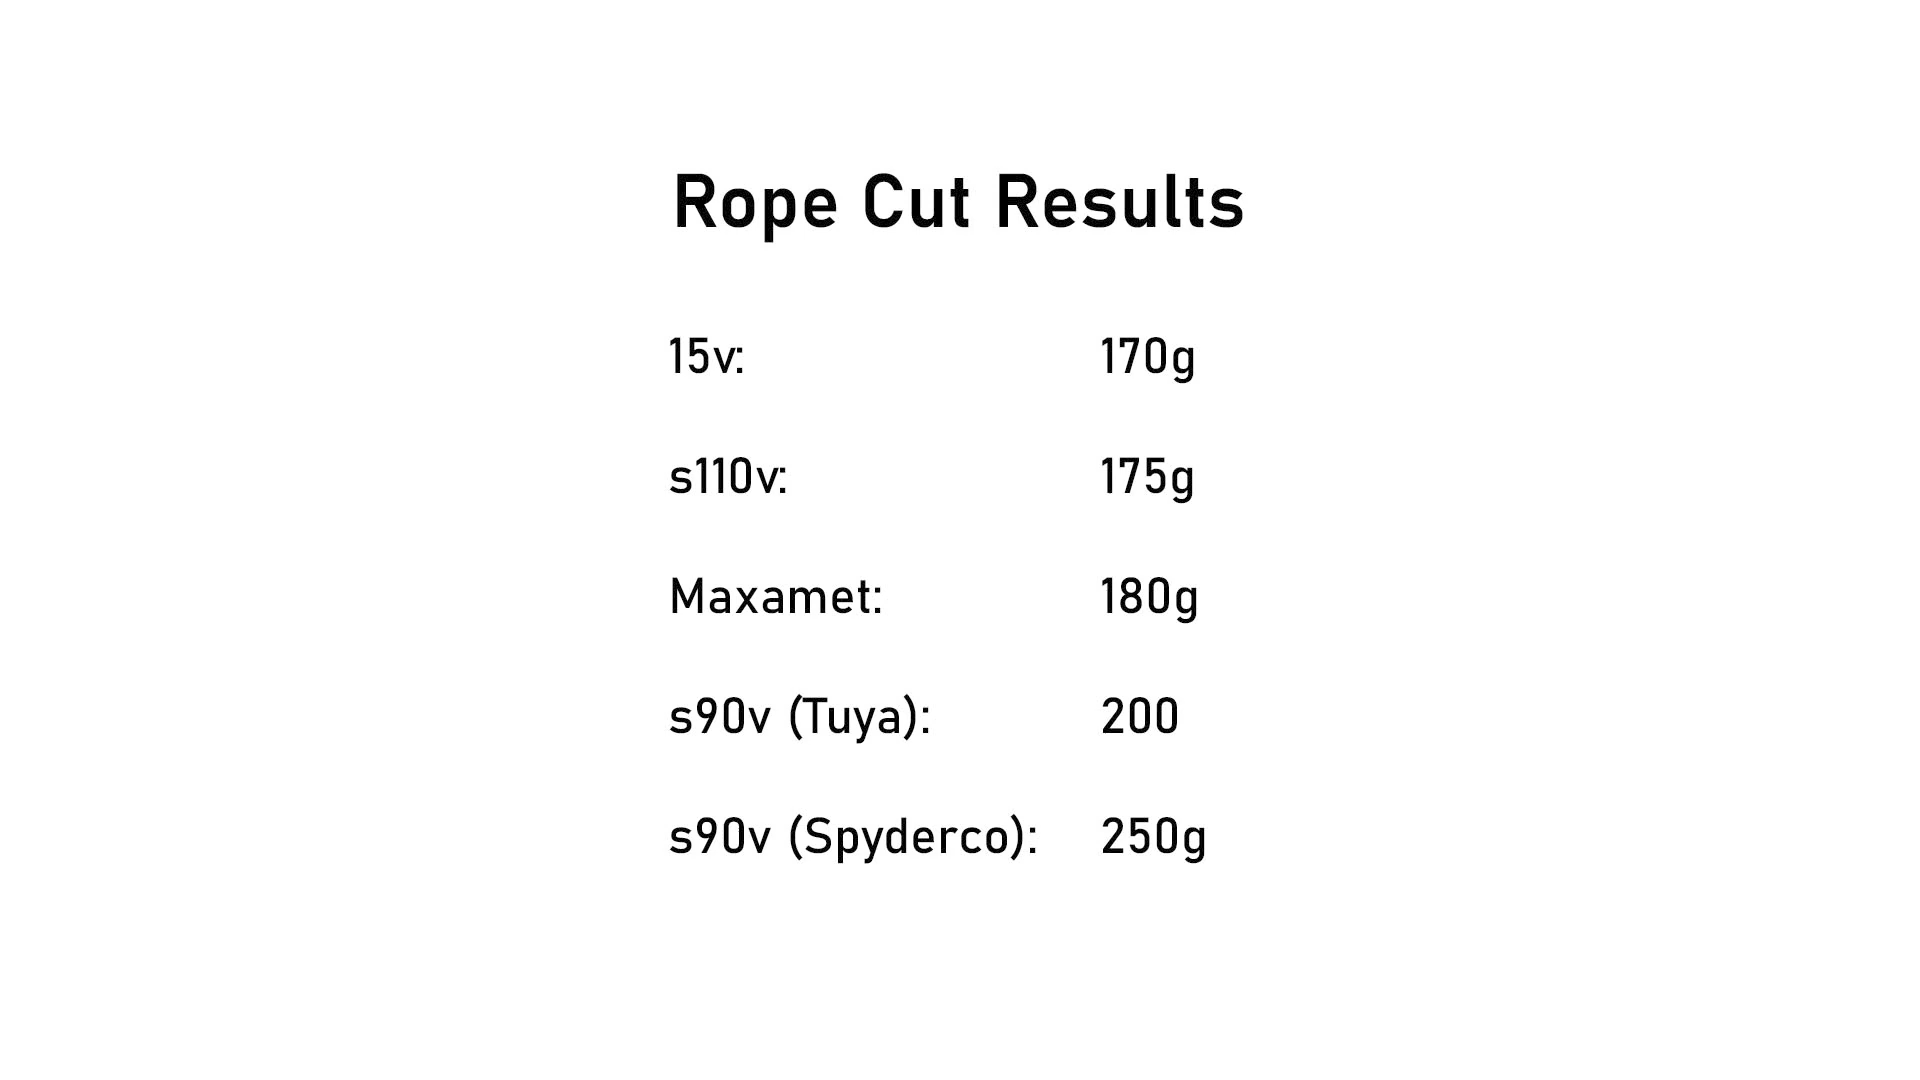 Rope Cut Results
15v: 170g
s110v: 175g
Maxamet: 180g
s90v (Tuya): 200
s90v (Spyderco): 250g